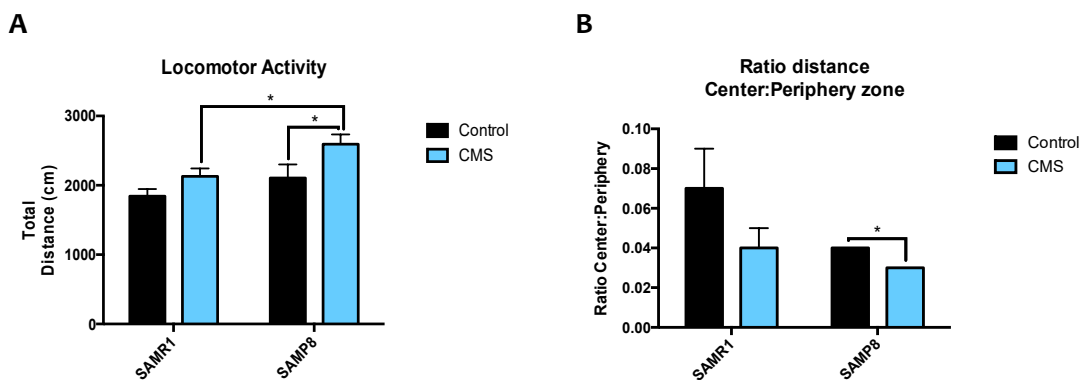 A
Locomotor Activity
Total
Distance (cm)
3000
2000
1000
0
*
*
SAMR1
SAMP8
Control
CMS
B
Ratio distance
Center:Periphery zone
Ratio Center:Periphery
0.10
0.08
0.06
0.04
0.02
0.00
*
SAMR1
SAMP8
Control
CMS